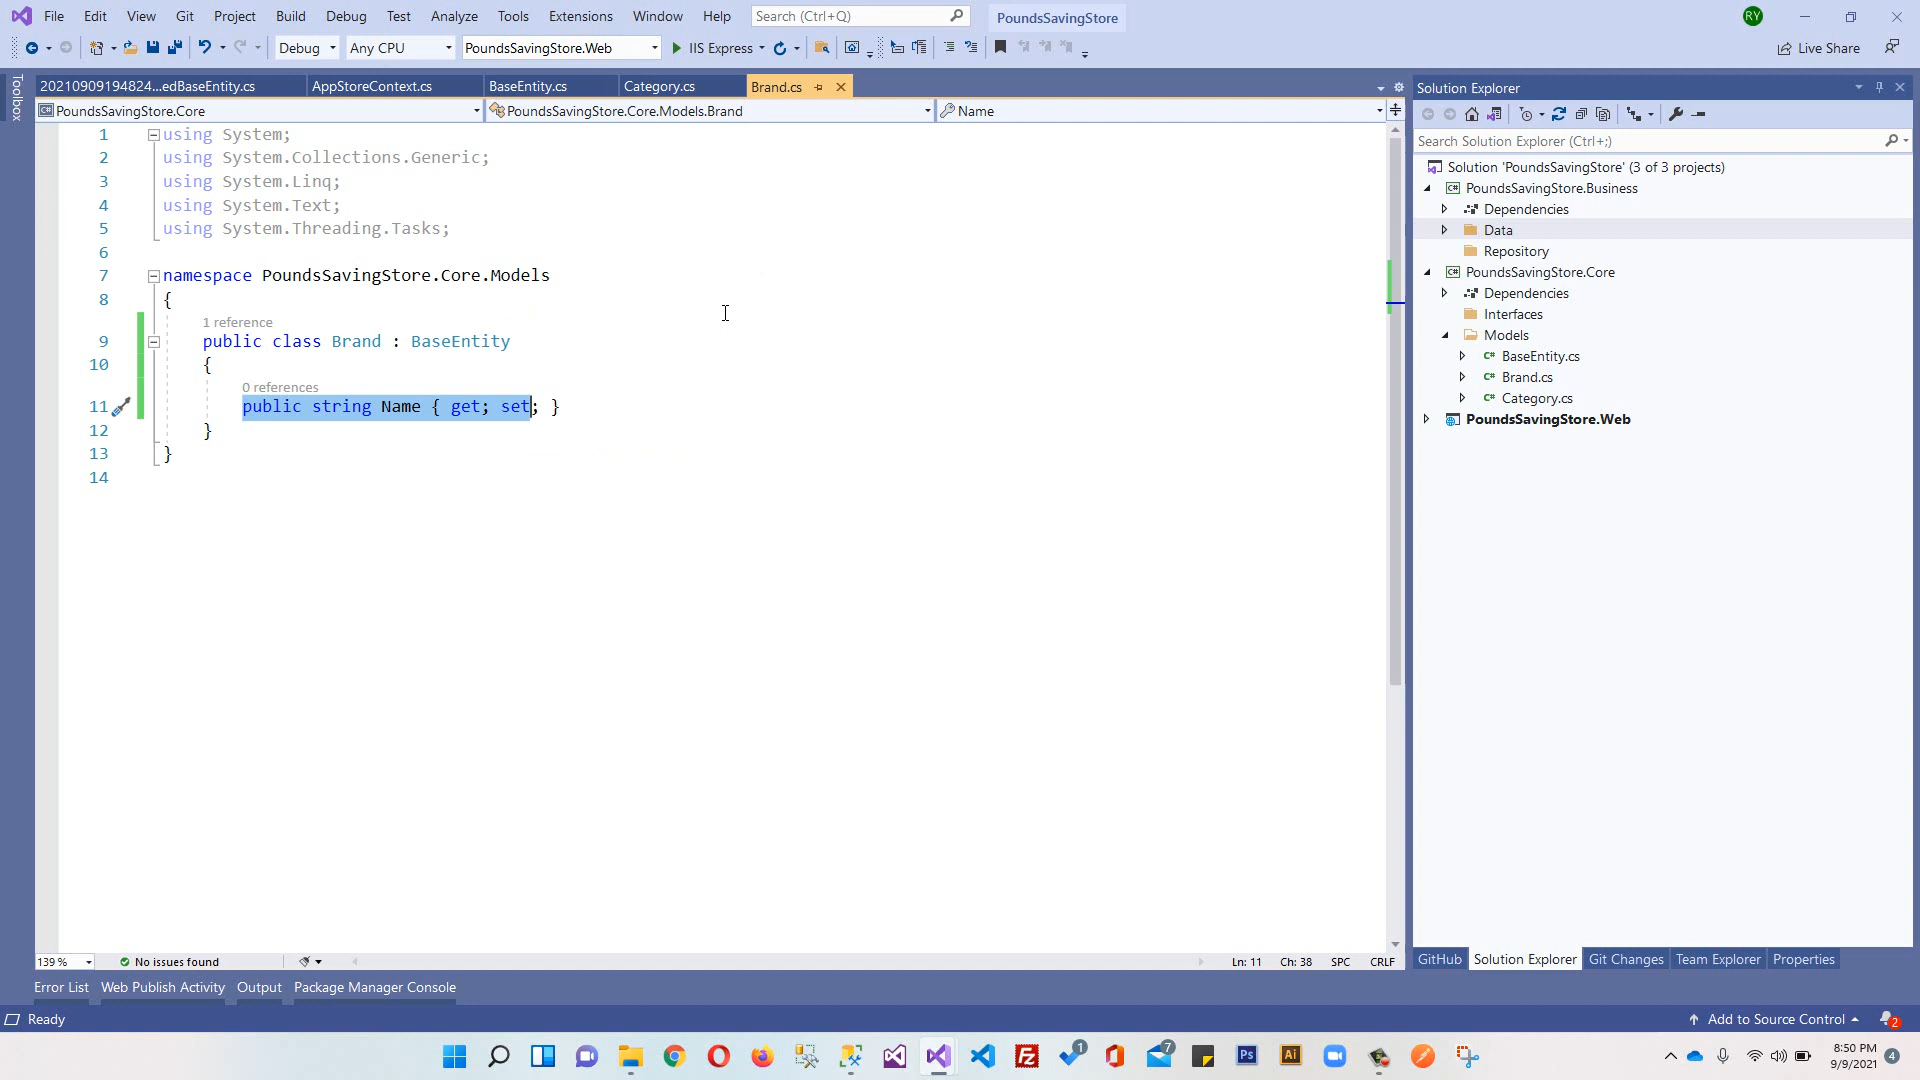 File Edit View Git Project Build Debug Test Analyze Tools Extensions Window Help Search (Ctrl+Q) PoundsSavingStore RY
Debug Any CPU PoundsSavingStore.Web IIS Express Live Share
Toolbox
20210909194824...edBaseEntity.cs AppStoreContext.cs BaseEntity.cs Category.cs Brand.cs
PoundsSavingStore.Core PoundsSavingStore.Core.Models.Brand Name
1 using System;
2 using System.Collections.Generic;
3 using System.Linq;
4 using System.Text;
5 using System.Threading.Tasks;
6
7 namespace PoundsSavingStore.Core.Models
8 {
1 reference
9 public class Brand : BaseEntity
10 {
0 references
11 public string Name { get; set; }
12 }
13 }
14
139 % No issues found Ln: 11 Ch: 38 SPC CRLF
Solution Explorer
Search Solution Explorer (Ctrl+;)
Solution 'PoundsSavingStore' (3 of 3 projects)
C# PoundsSavingStore.Business
Dependencies
Data
Repository
C# PoundsSavingStore.Core
Dependencies
Interfaces
Models
C# BaseEntity.cs
C# Brand.cs
C# Category.cs
PoundsSavingStore.Web
GitHub Solution Explorer Git Changes Team Explorer Properties
Error List Web Publish Activity Output Package Manager Console
Ready Add to Source Control 2
Fz 1 7 Ps Ai
8:50 PM
9/9/2021 4